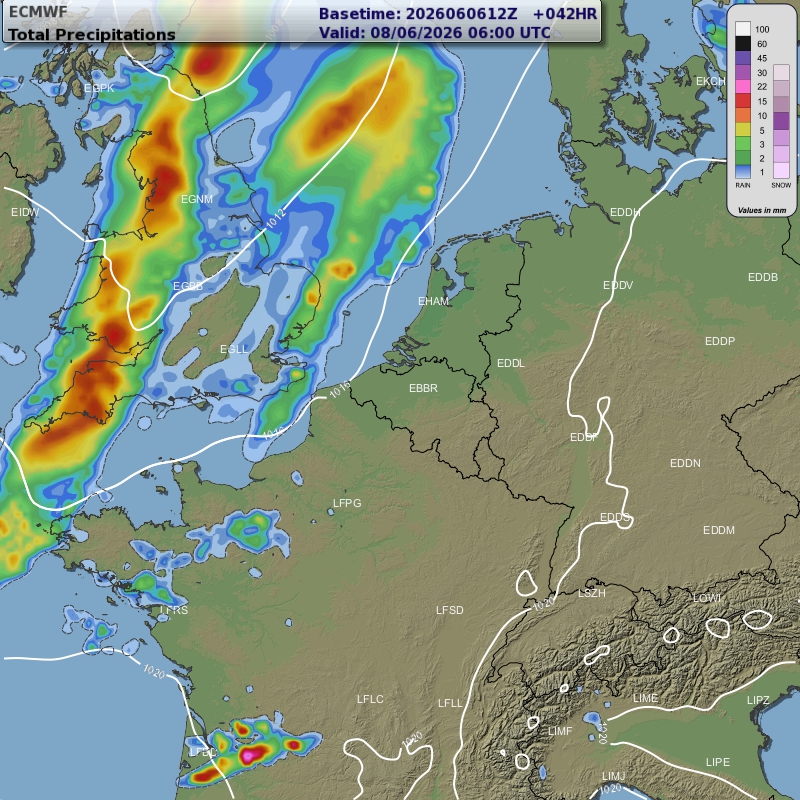 ECMWF
Basetime: 2026060612Z +042HR
Total Precipitations
Valid: 08/06/2026 06:00 UTC
100
60
45
30
22
15
10
5
3
2
1
RAIN SNOW
Values in mm
EGPK
EKCH
EIDW
EGNM
1012
EDDH
EGBB
EDDV
EDDB
EHAM
EDDP
EGLL
EDDL
EBBR
1016
1016
EDDF
EDDN
LFPG
EDDS
EDDM
LSZH
LOWI
1020
LFRS
LFSD
1020
LFLC
LFLL
LIME
LIPZ
LIMF
1020
1020
LFBD
LIPE
LIMJ
1020